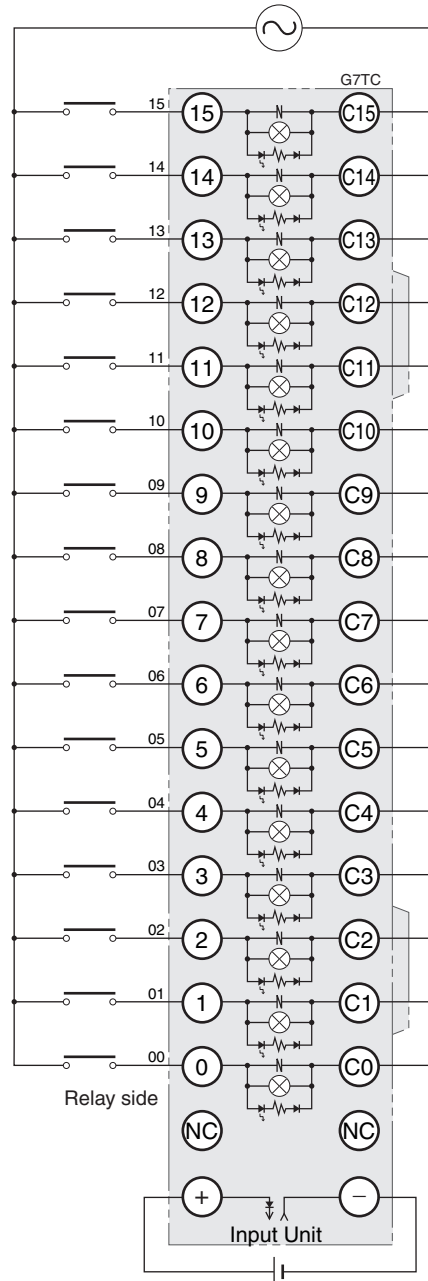 G7TC
15 15 C15
14 14 C14
13 13 C13
12 12 C12
11 11 C11
10 10 C10
09 9 C9
08 8 C8
07 7 C7
06 6 C6
05 5 C5
04 4 C4
03 3 C3
02 2 C2
01 1 C1
00 0 C0
Relay side
NC NC
+ −
Input Unit